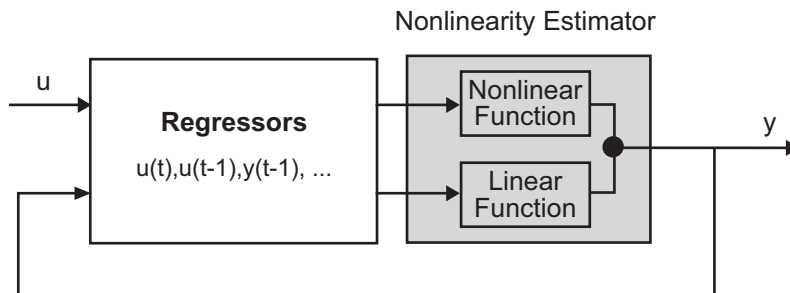 Nonlinearity Estimator
u
Regressors
u(t),u(t-1),y(t-1), ...
Nonlinear
Function
Linear
Function
y